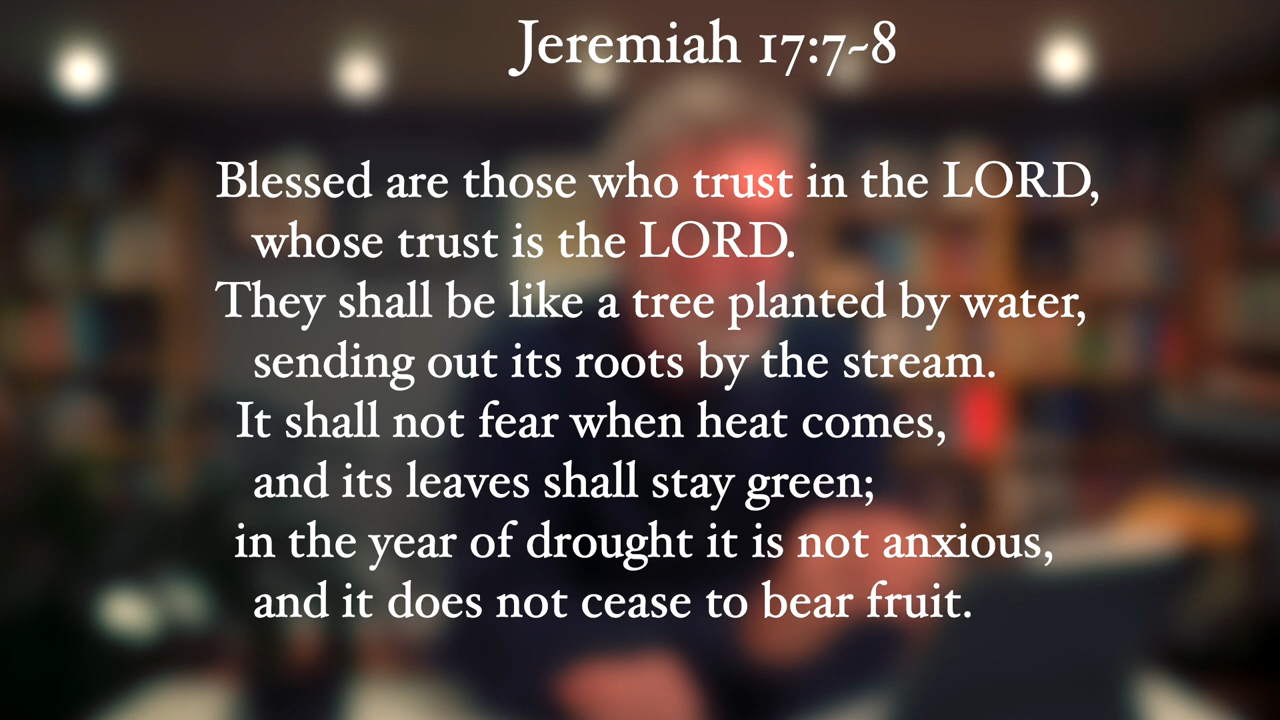 Jeremiah 17:7-8
Blessed are those who trust in the LORD,
whose trust is the LORD.
They shall be like a tree planted by water,
sending out its roots by the stream.
It shall not fear when heat comes,
and its leaves shall stay green;
in the year of drought it is not anxious,
and it does not cease to bear fruit.